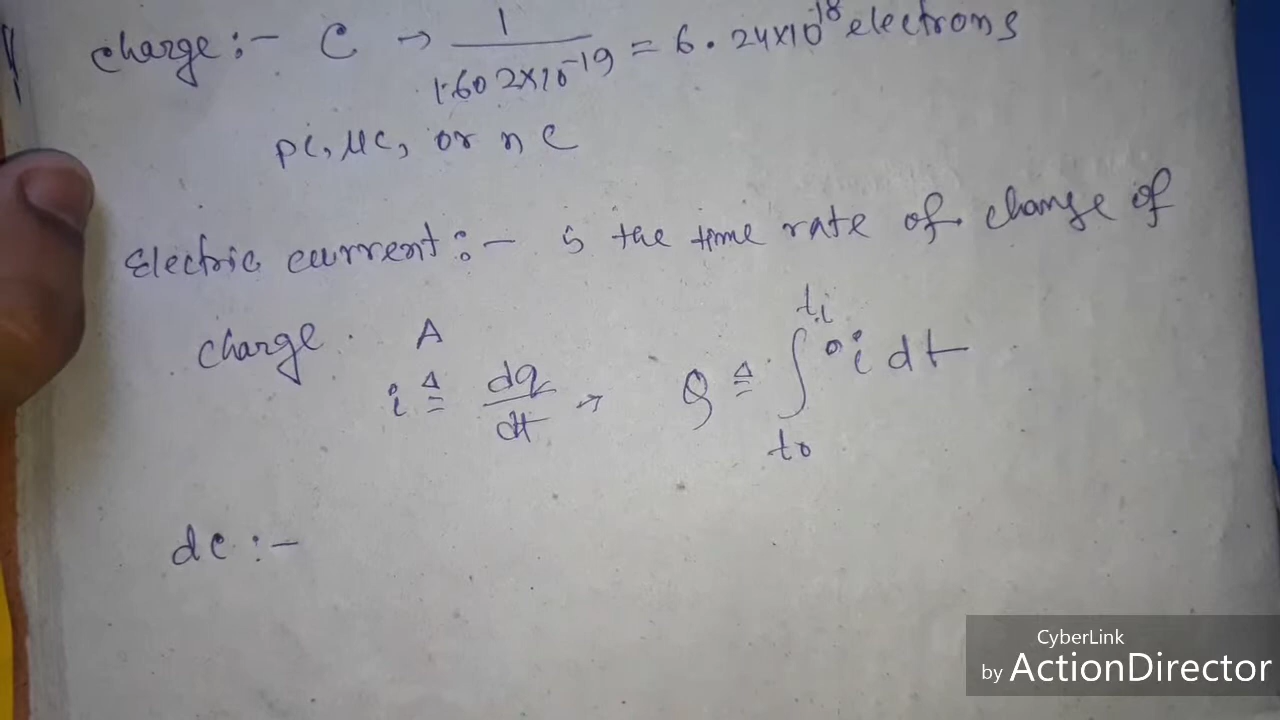 charge :- C → 1/1.602×10^-19 = 6.24×10^18 electrons
pC, μC, or nC
Electric current :- is the time rate of change of
charge. A
i ≜ dq/dt → Q ≜ ∫_{t0}^{ti} i dt
dc :-
CyberLink
by ActionDirector